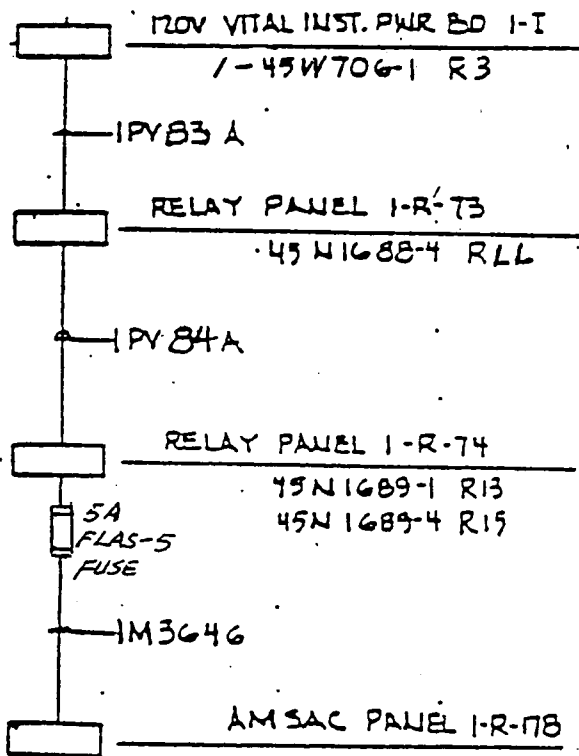 120V VITAL INST. PWR BD 1-I
1-45W706-1 R3
1PV83A
RELAY PANEL 1-R-73
45N1688-4 RLL
1PV84A
RELAY PANEL 1-R-74
45N1689-1 R13
45N1689-4 R15
5A
FLAS-5
FUSE
1M3646
AMSAC PANEL 1-R-178